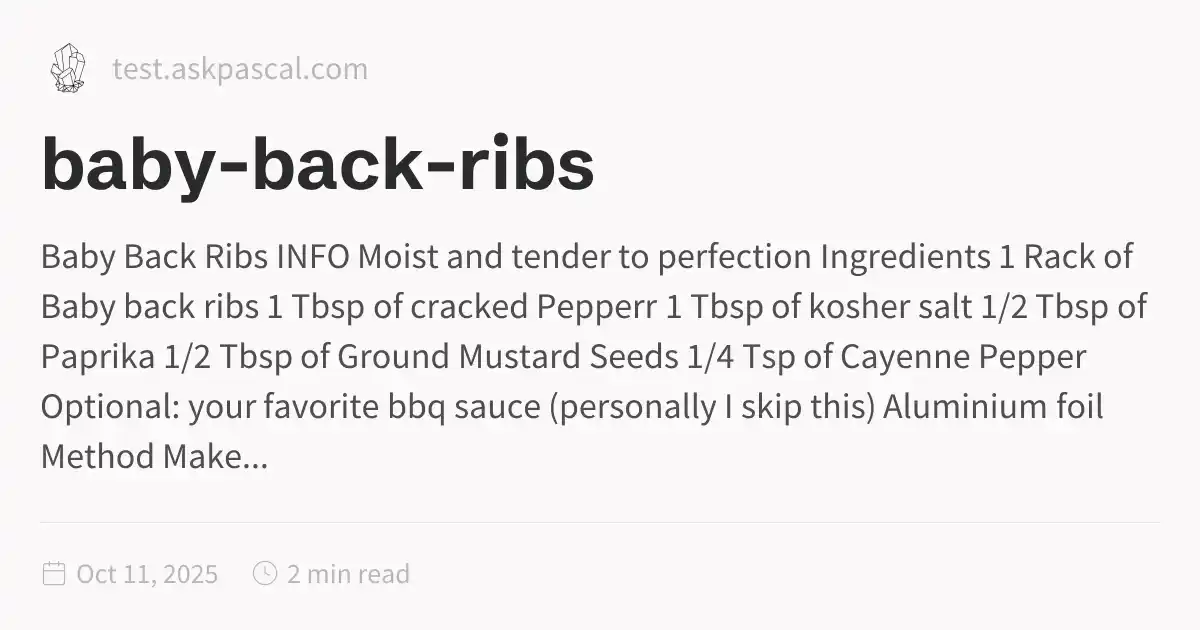 test.askpascal.com
baby-back-ribs
Baby Back Ribs INFO Moist and tender to perfection Ingredients 1 Rack of
Baby back ribs 1 Tbsp of cracked Pepperr 1 Tbsp of kosher salt 1/2 Tbsp of
Paprika 1/2 Tbsp of Ground Mustard Seeds 1/4 Tsp of Cayenne Pepper
Optional: your favorite bbq sauce (personally I skip this) Aluminium foil
Method Make...
Oct 11, 2025 2 min read